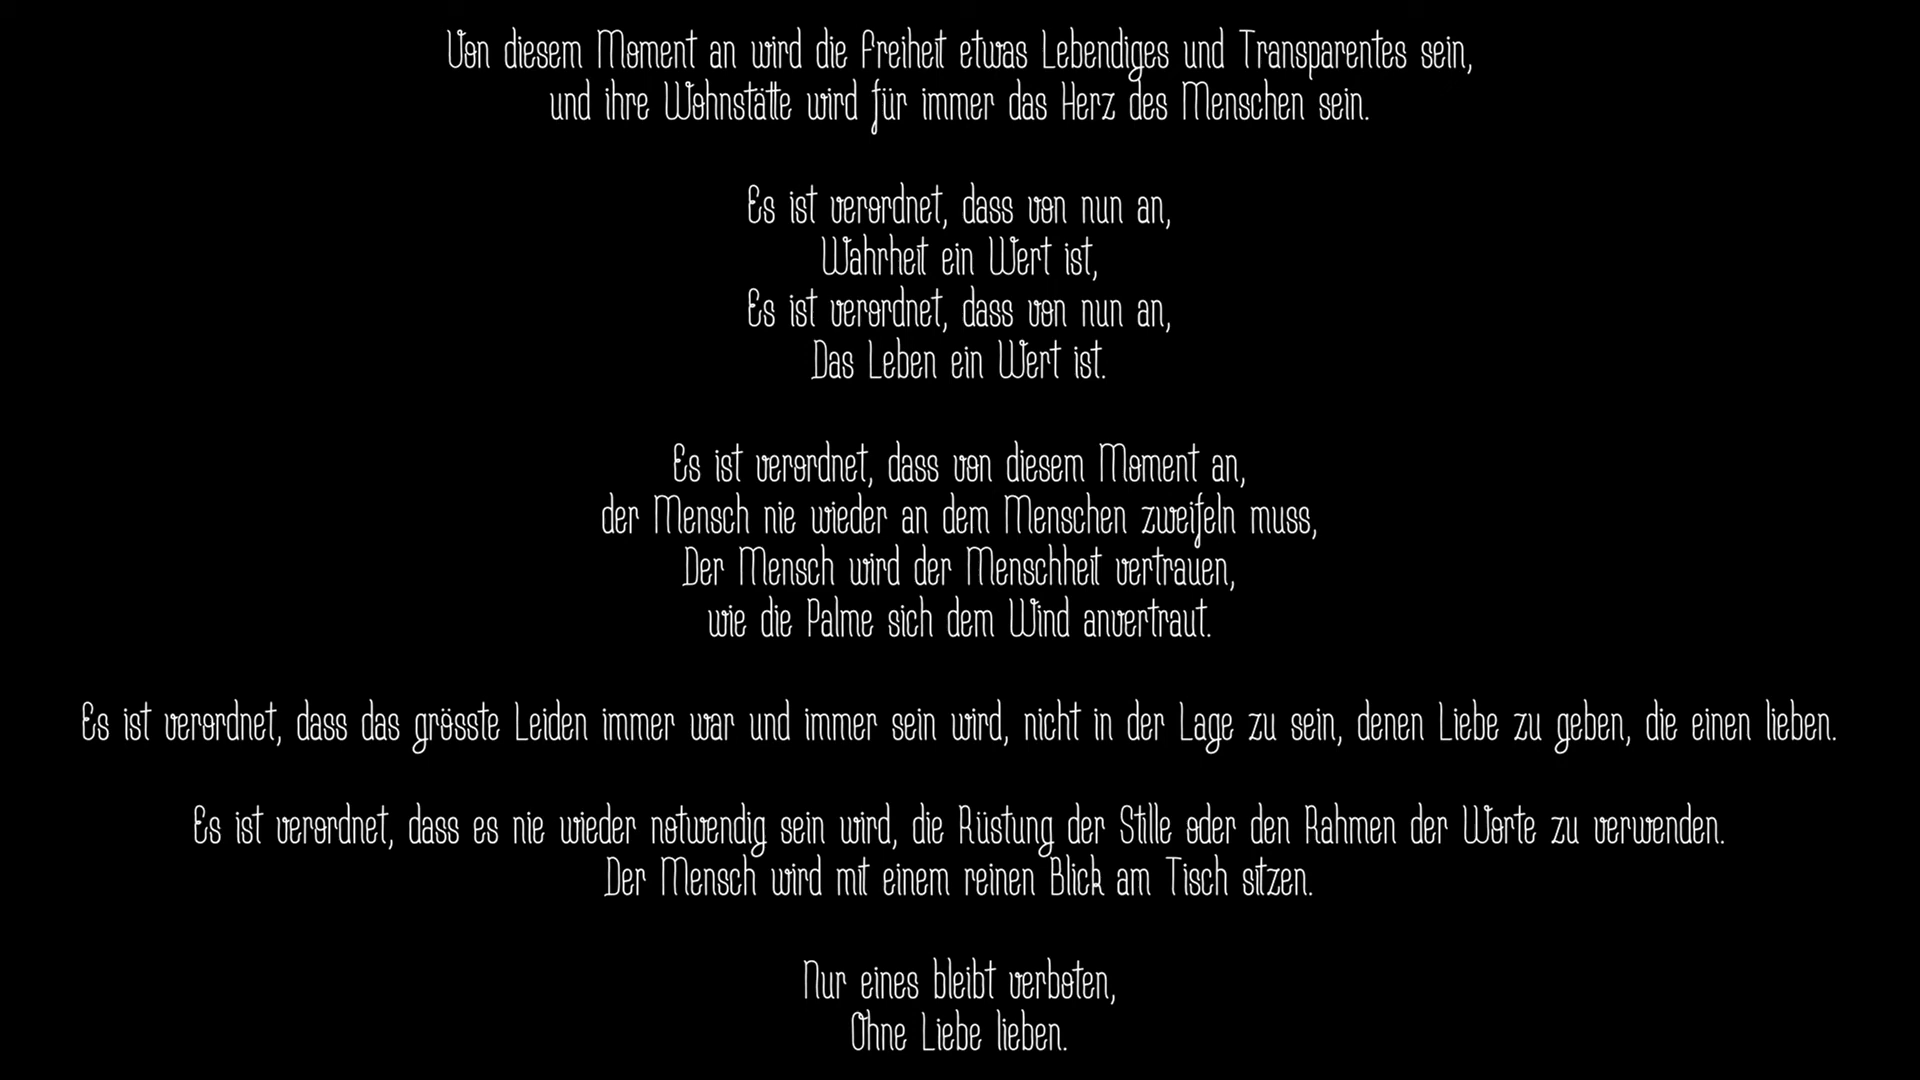 Von diesem Moment an wird die Freiheit etwas Lebendiges und Transparentes sein,
und ihre Wohnstätte wird für immer das Herz des Menschen sein.
Es ist verordnet, dass von nun an,
Wahrheit ein Wert ist,
Es ist verordnet, dass von nun an,
Das Leben ein Wert ist.
Es ist verordnet, dass von diesem Moment an,
der Mensch nie wieder an dem Menschen zweifeln muss,
Der Mensch wird der Menschheit vertrauen,
wie die Palme sich dem Wind anvertraut.
Es ist verordnet, dass das grösste Leiden immer war und immer sein wird, nicht in der Lage zu sein, denen Liebe zu geben, die einen lieben.
Es ist verordnet, dass es nie wieder notwendig sein wird, die Rüstung der Stille oder den Rahmen der Worte zu verwenden.
Der Mensch wird mit einem reinen Blick am Tisch sitzen.
Nur eines bleibt verboten,
Ohne Liebe lieben.